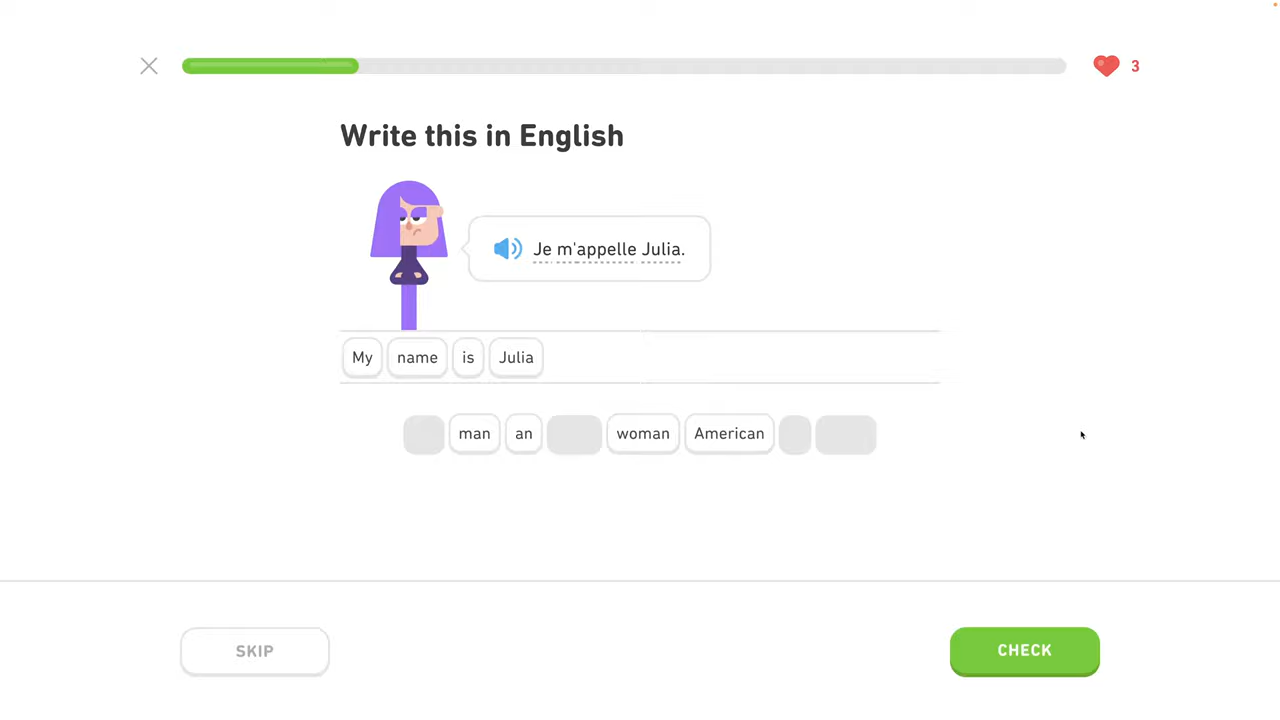 3
Write this in English
Je m'appelle Julia.
My name is Julia
man an woman American
SKIP CHECK